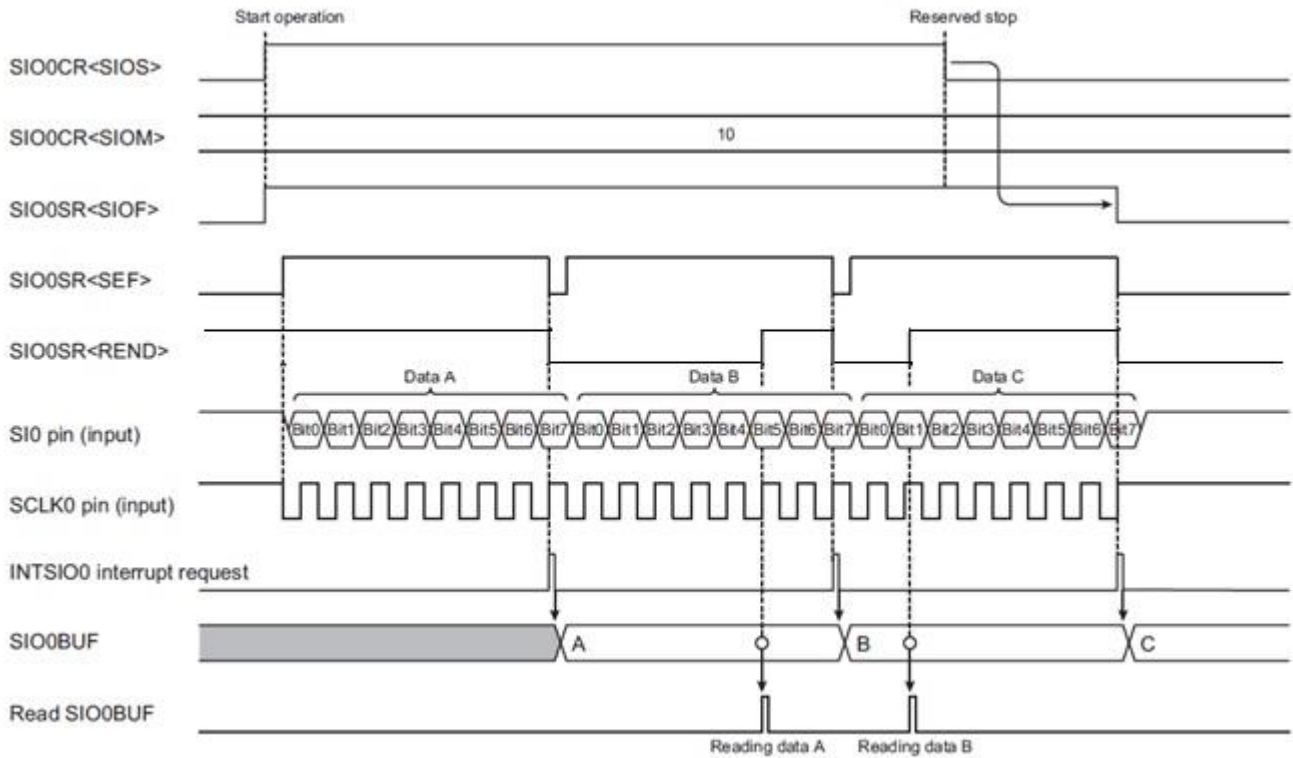 Start operation Reserved stop
SIO0CR<SIOS>
SIO0CR<SIOM> 10
SIO0SR<SIOF>
SIO0SR<SEF>
SIO0SR<REND>
Data A Data B Data C
SI0 pin (input) Bit0 Bit1 Bit2 Bit3 Bit4 Bit5 Bit6 Bit7 Bit0 Bit1 Bit2 Bit3 Bit4 Bit5 Bit6 Bit7 Bit0 Bit1 Bit2 Bit3 Bit4 Bit5 Bit6 Bit7
SCLK0 pin (input)
INTSIO0 interrupt request
SIO0BUF A B C
Read SIO0BUF
Reading data A Reading data B